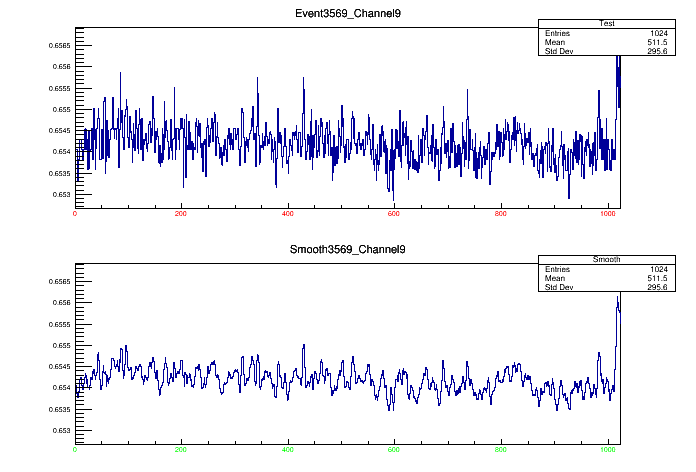 Event3569_Channel9
Test
Entries 1024
Mean 511.5
Std Dev 295.6
0.6565
0.656
0.6555
0.655
0.6545
0.654
0.6535
0.653
0 200 400 600 800 1000
Smooth3569_Channel9
Smooth
Entries 1024
Mean 511.5
Std Dev 295.6
0.6565
0.656
0.6555
0.655
0.6545
0.654
0.6535
0.653
0 200 400 600 800 1000